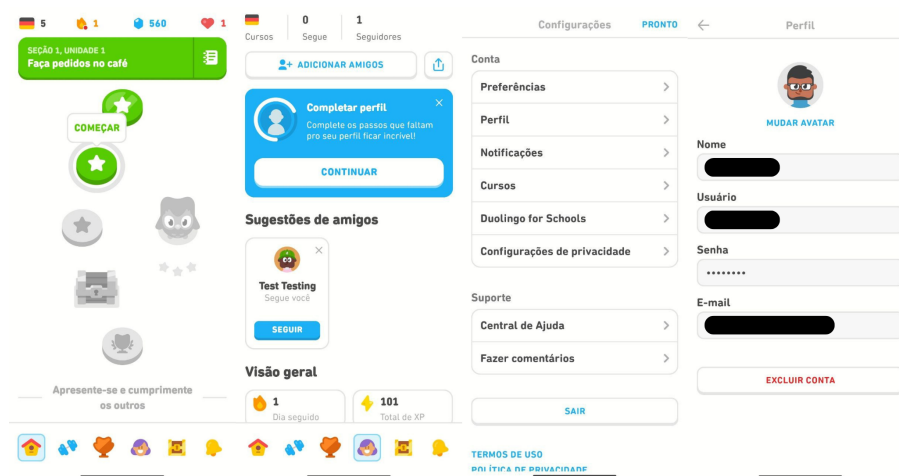 5 1 560 1
SEÇÃO 1, UNIDADE 1
Faça pedidos no café
COMEÇAR
Apresente-se e cumprimente
os outros
0 1
Cursos Segue Seguidores
ADICIONAR AMIGOS
Completar perfil
Complete os passos que faltam
pro seu perfil ficar incrível!
CONTINUAR
Sugestões de amigos
Test Testing
Segue você
SEGUIR
Visão geral
1 101
Dia seguido Total de XP
Configurações PRONTO
Conta
Preferências
Perfil
Notificações
Cursos
Duolingo for Schools
Configurações de privacidade
Suporte
Central de Ajuda
Fazer comentários
SAIR
TERMOS DE USO
POLÍTICA DE PRIVACIDADE
Perfil
MUDAR AVATAR
Nome
Usuário
Senha
••••••••
E-mail
EXCLUIR CONTA